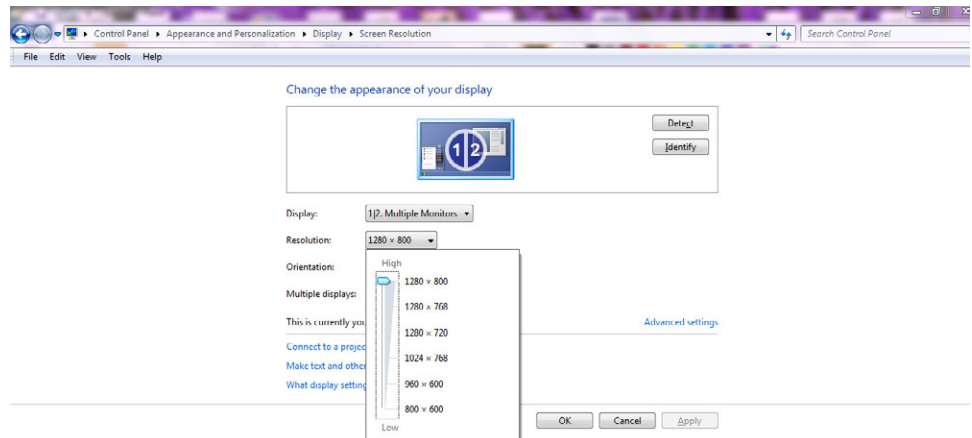 Control Panel ▸ Appearance and Personalization ▸ Display ▸ Screen Resolution
Search Control Panel
File Edit View Tools Help
Change the appearance of your display
1|2
Detect
Identify
Display: 1|2. Multiple Monitors
Resolution: 1280 × 800
High
Orientation:
1280 × 800
Multiple displays:
1280 × 768
This is currently you
Advanced settings
1280 × 720
Connect to a projec
1024 × 768
Make text and other
What display setting
960 × 600
800 × 600
Low
OK Cancel Apply